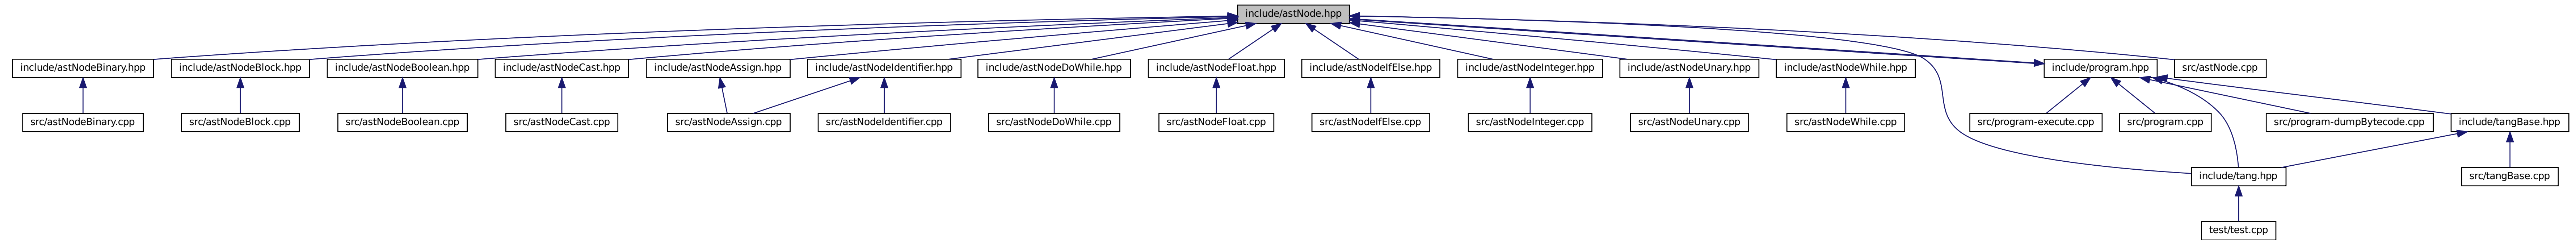 include/astNode.hpp
include/astNodeBinary.hpp
include/astNodeBlock.hpp
include/astNodeBoolean.hpp
include/astNodeCast.hpp
include/astNodeAssign.hpp
include/astNodeIdentifier.hpp
include/astNodeDoWhile.hpp
include/astNodeFloat.hpp
include/astNodeIfElse.hpp
include/astNodeInteger.hpp
include/astNodeUnary.hpp
include/astNodeWhile.hpp
include/program.hpp
src/astNode.cpp
src/astNodeBinary.cpp
src/astNodeBlock.cpp
src/astNodeBoolean.cpp
src/astNodeCast.cpp
src/astNodeAssign.cpp
src/astNodeIdentifier.cpp
src/astNodeDoWhile.cpp
src/astNodeFloat.cpp
src/astNodeIfElse.cpp
src/astNodeInteger.cpp
src/astNodeUnary.cpp
src/astNodeWhile.cpp
src/program-execute.cpp
src/program.cpp
src/program-dumpBytecode.cpp
include/tangBase.hpp
include/tang.hpp
src/tangBase.cpp
test/test.cpp